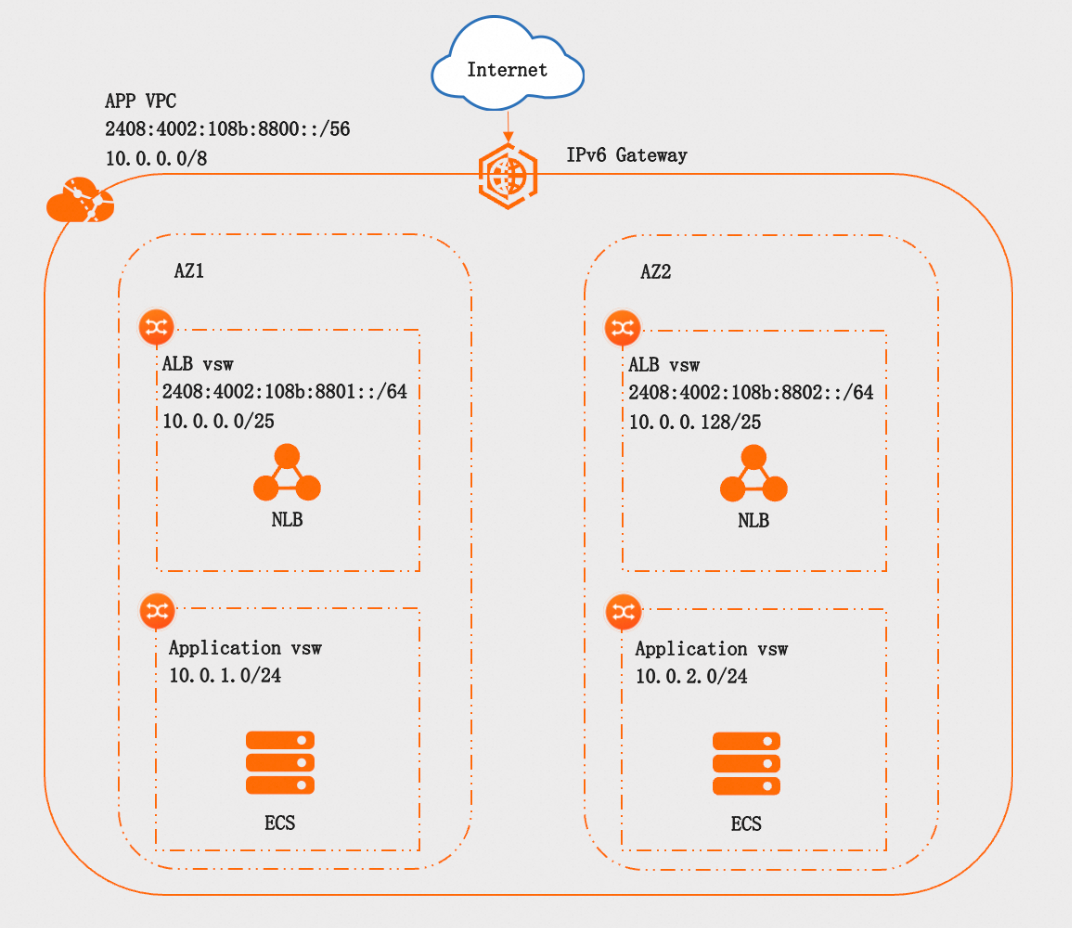 Internet
APP VPC
2408:4002:108b:8800::/56
10.0.0.0/8
IPv6 Gateway
AZ1
ALB vsw
2408:4002:108b:8801::/64
10.0.0.0/25
NLB
Application vsw
10.0.1.0/24
ECS
AZ2
ALB vsw
2408:4002:108b:8802::/64
10.0.0.128/25
NLB
Application vsw
10.0.2.0/24
ECS